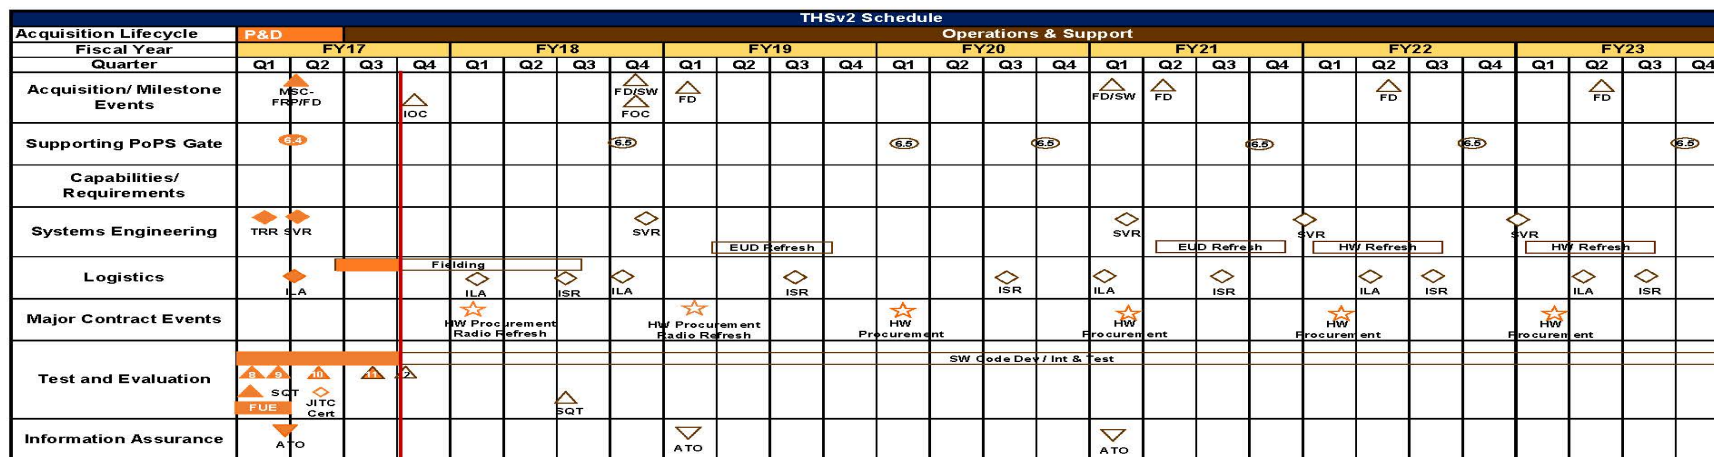 THSv2 Schedule
Acquisition Lifecycle P&D Operations & Support
Fiscal Year FY17 FY18 FY19 FY20 FY21 FY22 FY23
Quarter Q1 Q2 Q3 Q4 Q1 Q2 Q3 Q4 Q1 Q2 Q3 Q4 Q1 Q2 Q3 Q4 Q1 Q2 Q3 Q4 Q1 Q2 Q3 Q4 Q1 Q2 Q3 Q4
Acquisition/ Milestone
Events
MSC-
FRP/FD
IOC
FD/SW
FOC
FD
FD/SW
FD
FD
FD
Supporting PoPS Gate
6.4 6.5 6.5 6.5 6.5 6.5 6.5
Capabilities/
Requirements
Systems Engineering
TRR SVR SVR SVR SVR SVR
EUD Refresh EUD Refresh HW Refresh HW Refresh
Logistics
Fielding
ILA ILA ISR ILA ISR ISR ILA ISR ILA ISR ILA ISR
Major Contract Events
HW Procurement
Radio Refresh
HW Procurement
Radio Refresh
HW
Procurement
HW
Procurement
HW
Procurement
HW
Procurement
Test and Evaluation
SW Code Dev / Int & Test
8 9 10 11
SQT
FUE
JITC
Cert
SQT
Information Assurance
ATO ATO ATO